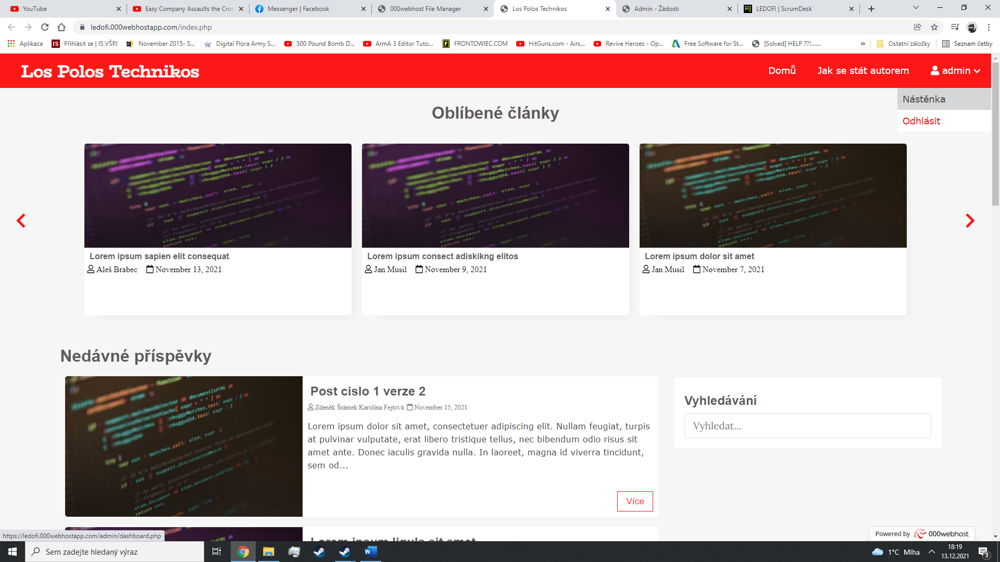 YouTube
Easy Company Assaults the Cros
Messenger | Facebook
000webhost File Manager
Los Polos Technikos
Admin - Žádosti
LEDOFI | ScrumDesk
ledofi.000webhostapp.com/index.php
Aplikace
Přihlásit se | IS VŠPJ
November 2015- S...
Digital Flora Army S...
500 Pound Bomb D...
ArmA 3 Editor Tuto...
FRONTOWIEC.COM
HitGuns.com - Airs...
Revive Heroes - Op...
Free Software for St...
[Solved] HELP ??!.......
»
Ostatní záložky
Seznam četby
Los Polos Technikos
Domů
Jak se stát autorem
admin
Nástěnka
Odhlásit
Oblíbené články
Lorem ipsum sapien elit consequat
Aleš Brabec November 13, 2021
Lorem ipsum consect adiskikng elitos
Jan Musil November 9, 2021
Lorem ipsum dolor sit amet
Jan Musil November 7, 2021
Nedávné příspěvky
Post cislo 1 verze 2
Zdeněk Šrámek Karolína Fejtová November 15, 2021
Lorem ipsum dolor sit amet, consectetuer adipiscing elit. Nullam feugiat, turpis
at pulvinar vulputate, erat libero tristique tellus, nec bibendum odio risus sit
amet ante. Donec iaculis gravida nulla. In laoreet, magna id viverra tincidunt,
sem od...
Více
Vyhledávání
Vyhledat...
Lorem ipsum ligula sit amet
https://ledofi.000webhostapp.com/admin/dashboard.php
Powered by 000webhost
Sem zadejte hledaný výraz
1°C Mlha
18:19
13.12.2021
3